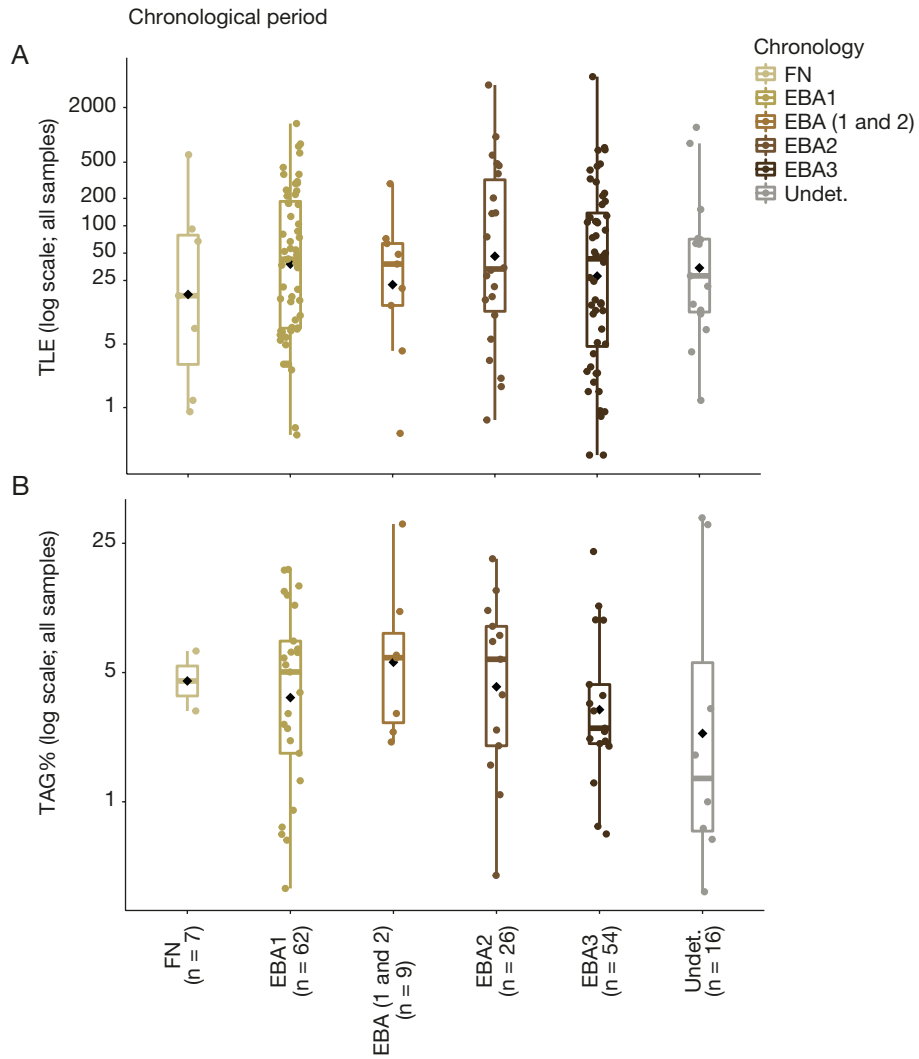 Chronological period
A
TLE (log scale; all samples)
2000
500
200
100
50
25
5
1
Chronology
FN
EBA1
EBA (1 and 2)
EBA2
EBA3
Undet.
B
TAG% (log scale; all samples)
25
5
1
FN
(n = 7)
EBA1
(n = 62)
EBA (1 and 2)
(n = 9)
EBA2
(n = 26)
EBA3
(n = 54)
Undet.
(n = 16)